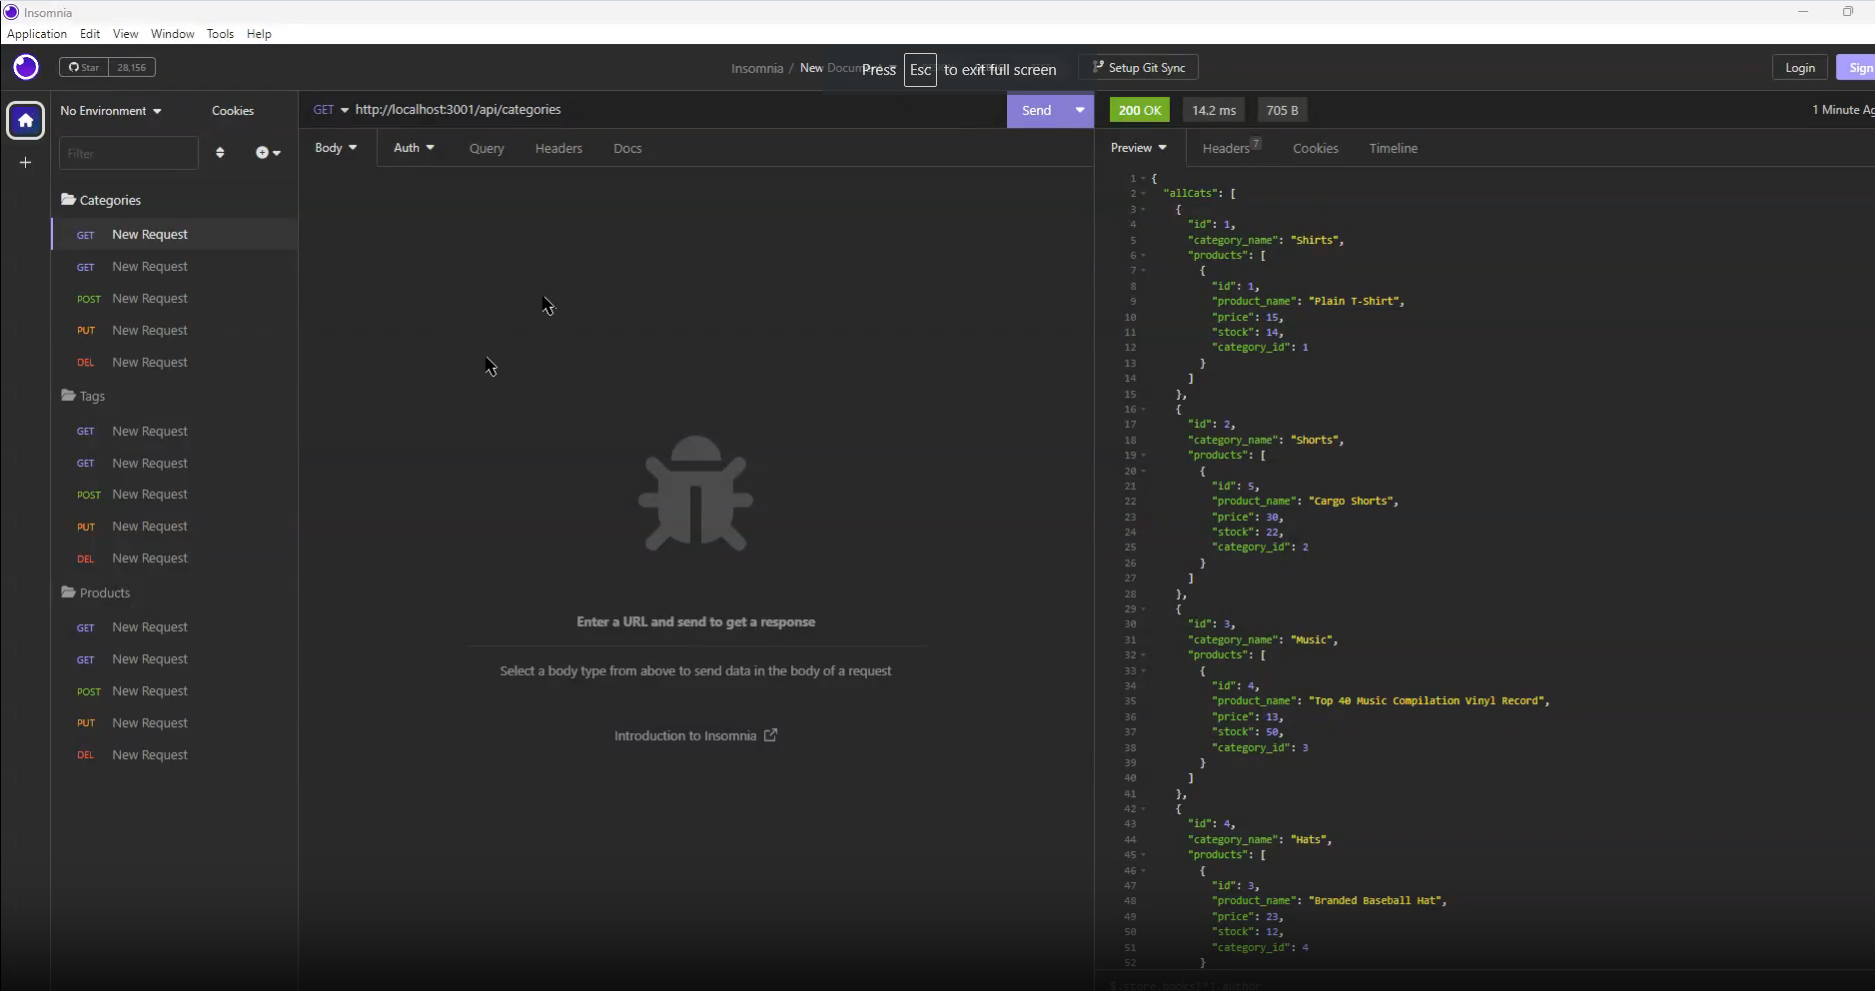 Insomnia
Application Edit View Window Tools Help
Star 28,156
Insomnia / New
Press Esc to exit full screen
Setup Git Sync
Login
Sign
No Environment
Cookies
GET http://localhost:3001/api/categories
Send
200 OK 14.2 ms 705 B
1 Minute
Filter
Body Auth Query Headers Docs
Preview Headers 7 Cookies Timeline
Categories
GET New Request
GET New Request
POST New Request
PUT New Request
DEL New Request
Tags
GET New Request
GET New Request
POST New Request
PUT New Request
DEL New Request
Products
GET New Request
GET New Request
POST New Request
PUT New Request
DEL New Request
Enter a URL and send to get a response
Select a body type from above to send data in the body of a request
Introduction to Insomnia
1 {
2 "allCats": [
3 {
4 "id": 1,
5 "category_name": "Shirts",
6 "products": [
7 {
8 "id": 1,
9 "product_name": "Plain T-Shirt",
10 "price": 15,
11 "stock": 14,
12 "category_id": 1
13 }
14 ]
15 },
16 {
17 "id": 2,
18 "category_name": "Shorts",
19 "products": [
20 {
21 "id": 5,
22 "product_name": "Cargo Shorts",
23 "price": 30,
24 "stock": 22,
25 "category_id": 2
26 }
27 ]
28 },
29 {
30 "id": 3,
31 "category_name": "Music",
32 "products": [
33 {
34 "id": 4,
35 "product_name": "Top 40 Music Compilation Vinyl Record",
36 "price": 13,
37 "stock": 50,
38 "category_id": 3
39 }
40 ]
41 },
42 {
43 "id": 4,
44 "category_name": "Hats",
45 "products": [
46 {
47 "id": 3,
48 "product_name": "Branded Baseball Hat",
49 "price": 23,
50 "stock": 12,
51 "category_id": 4
52 }
$.store.books[*].author